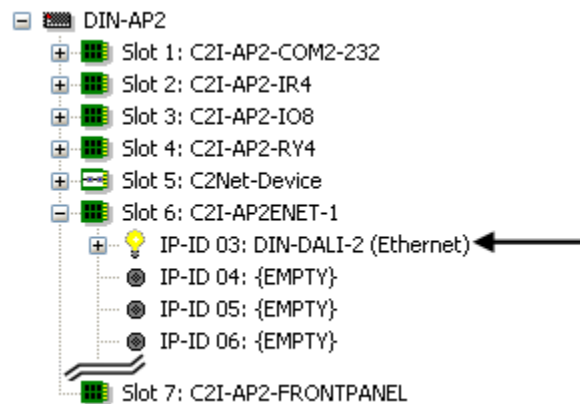 DIN-AP2
Slot 1: C2I-AP2-COM2-232
Slot 2: C2I-AP2-IR4
Slot 3: C2I-AP2-IO8
Slot 4: C2I-AP2-RY4
Slot 5: C2Net-Device
Slot 6: C2I-AP2ENET-1
IP-ID 03: DIN-DALI-2 (Ethernet)
IP-ID 04: {EMPTY}
IP-ID 05: {EMPTY}
IP-ID 06: {EMPTY}
Slot 7: C2I-AP2-FRONTPANEL